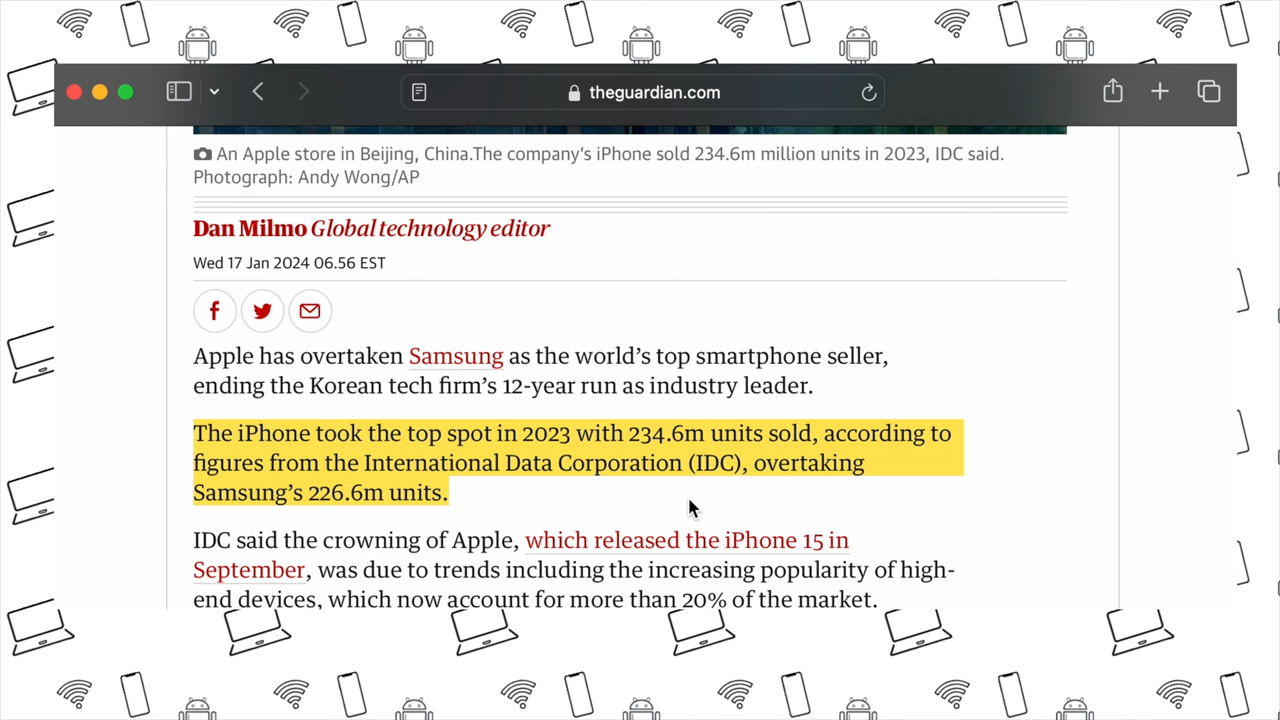 theguardian.com
An Apple store in Beijing, China.The company's iPhone sold 234.6m million units in 2023, IDC said.
Photograph: Andy Wong/AP
Dan Milmo Global technology editor
Wed 17 Jan 2024 06.56 EST
Apple has overtaken Samsung as the world's top smartphone seller,
ending the Korean tech firm's 12-year run as industry leader.
The iPhone took the top spot in 2023 with 234.6m units sold, according to
figures from the International Data Corporation (IDC), overtaking
Samsung's 226.6m units.
IDC said the crowning of Apple, which released the iPhone 15 in
September, was due to trends including the increasing popularity of high-
end devices, which now account for more than 20% of the market.